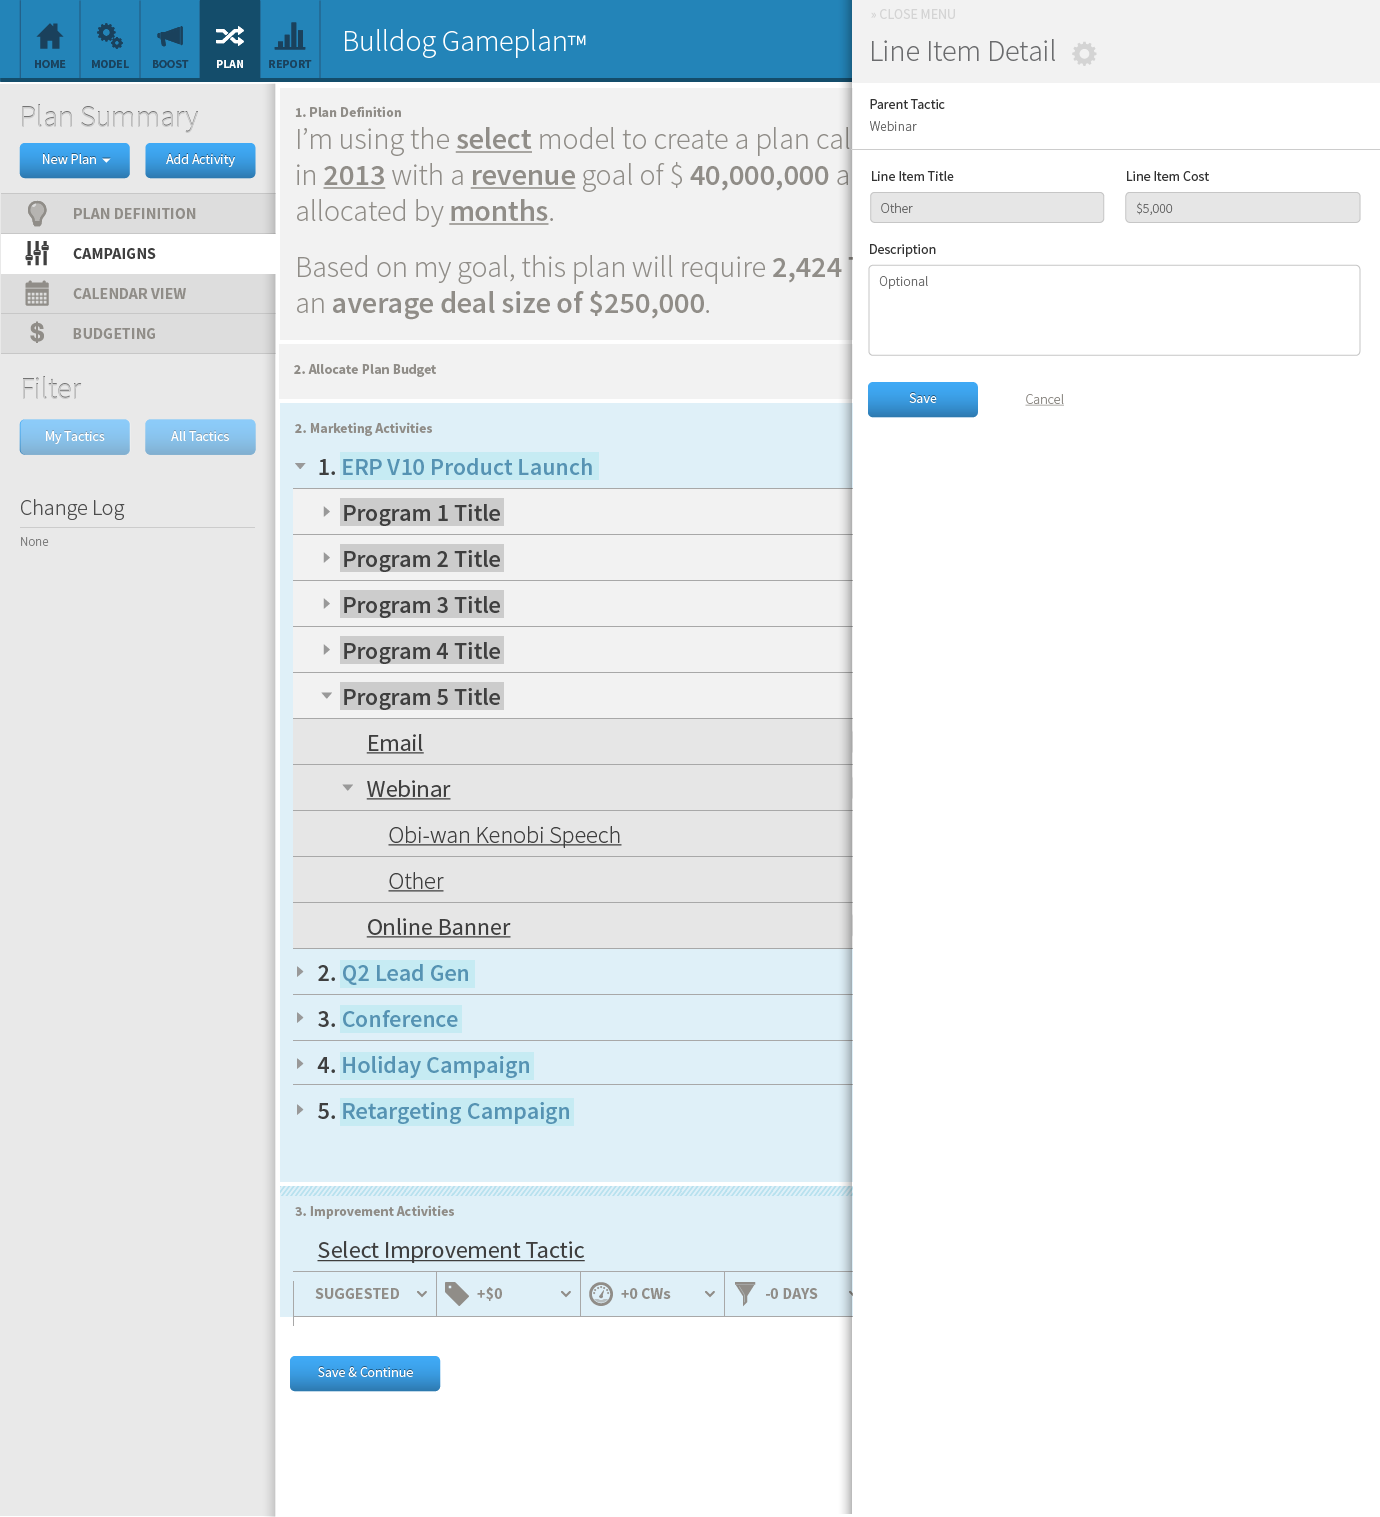 HOME
MODEL
BOOST
PLAN
REPORT
Bulldog Gameplan™
Plan Summary
New Plan
Add Activity
PLAN DEFINITION
CAMPAIGNS
CALENDAR VIEW
BUDGETING
Filter
My Tactics
All Tactics
Change Log
None
1. Plan Definition
I'm using the select model to create a plan cal
in 2013 with a revenue goal of $ 40,000,000 a
allocated by months.
Based on my goal, this plan will require 2,424
an average deal size of $250,000.
2. Allocate Plan Budget
2. Marketing Activities
1. ERP V10 Product Launch
Program 1 Title
Program 2 Title
Program 3 Title
Program 4 Title
Program 5 Title
Email
Webinar
Obi-wan Kenobi Speech
Other
Online Banner
2. Q2 Lead Gen
3. Conference
4. Holiday Campaign
5. Retargeting Campaign
3. Improvement Activities
Select Improvement Tactic
SUGGESTED
+$0
+0 CWs
-0 DAYS
Save & Continue
» CLOSE MENU
Line Item Detail
Parent Tactic
Webinar
Line Item Title
Line Item Cost
Other
$5,000
Description
Optional
Save
Cancel